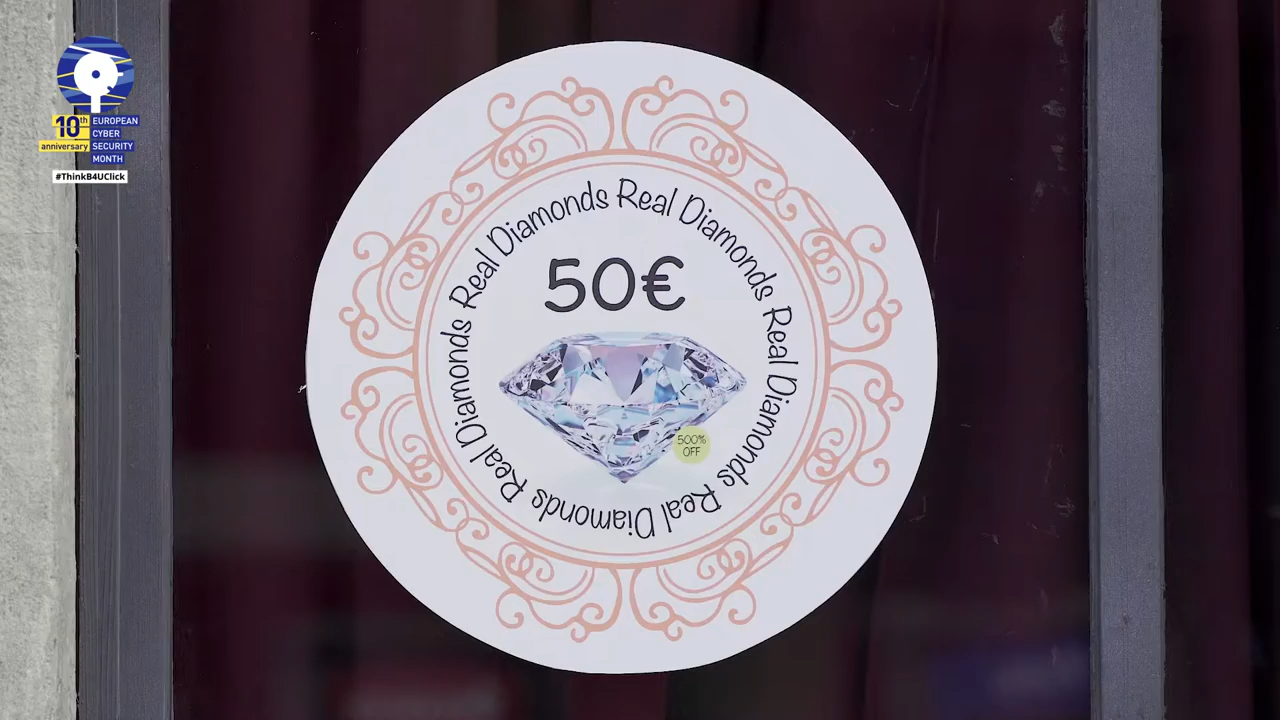 10th
anniversary
EUROPEAN
CYBER
SECURITY
MONTH
#ThinkB4UClick
Real Diamonds Real Diamonds Real Diamonds Real Diamonds Real Diamonds
50€
500%
OFF